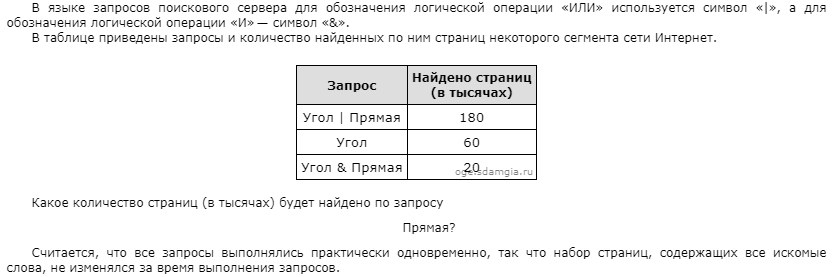 В языке запросов поискового сервера для обозначения логической операции «ИЛИ» используется символ «|», а для
обозначения логической операции «И» — символ «&».
В таблице приведены запросы и количество найденных по ним страниц некоторого сегмента сети Интернет.
Запрос
Найдено страниц
(в тысячах)
Угол | Прямая
180
Угол
60
Угол & Прямая
20
oge.sdamgia.ru
Какое количество страниц (в тысячах) будет найдено по запросу
Прямая?
Считается, что все запросы выполнялись практически одновременно, так что набор страниц, содержащих все искомые
слова, не изменялся за время выполнения запросов.